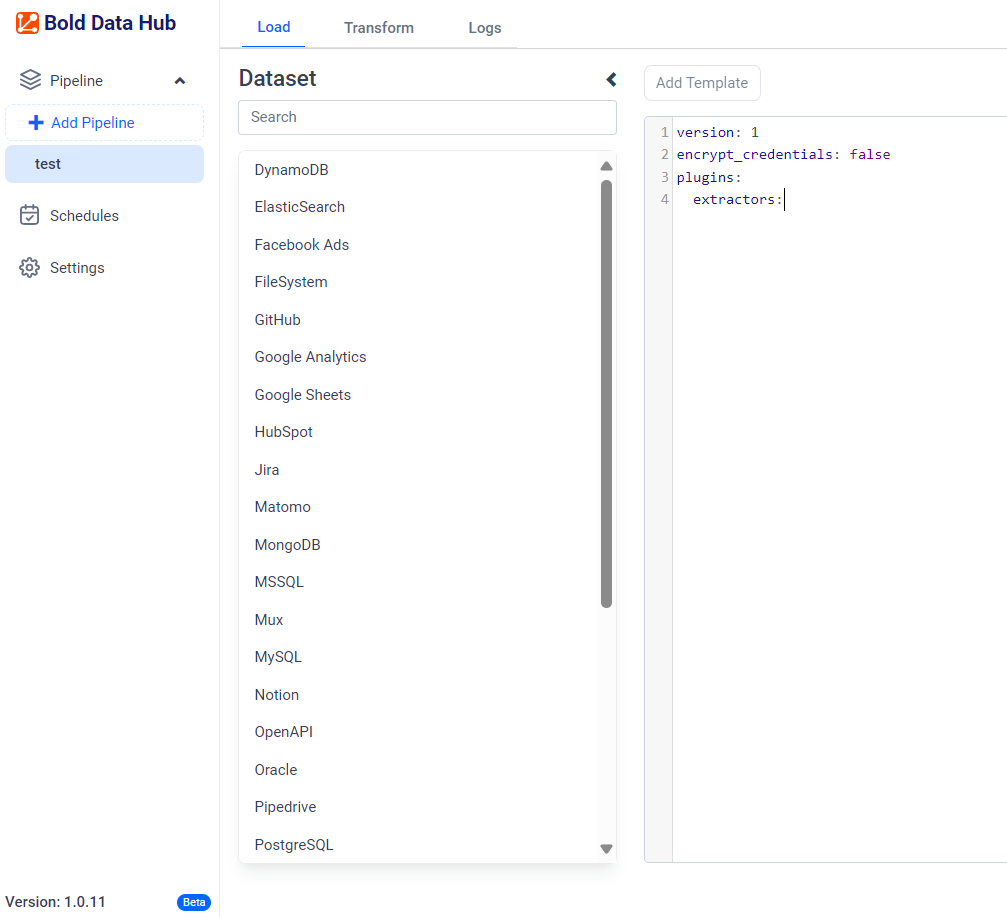 Bold Data Hub
Pipeline
Add Pipeline
test
Schedules
Settings
Version: 1.0.11
Beta
Load Transform Logs
Dataset
Search
DynamoDB
ElasticSearch
Facebook Ads
FileSystem
GitHub
Google Analytics
Google Sheets
HubSpot
Jira
Matomo
MongoDB
MSSQL
Mux
MySQL
Notion
OpenAPI
Oracle
Pipedrive
PostgreSQL
Add Template
1 version: 1
2 encrypt_credentials: false
3 plugins:
4 extractors: